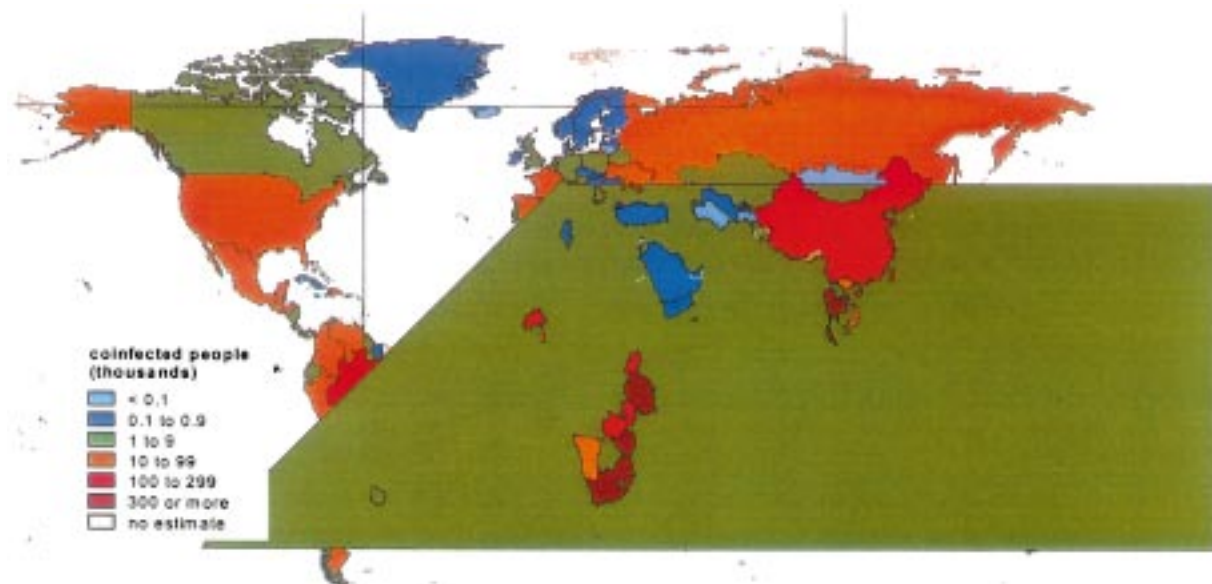 coinfected people
(thousands)
< 0.1
0.1 to 0.9
1 to 9
10 to 99
100 to 299
300 or more
no estimate